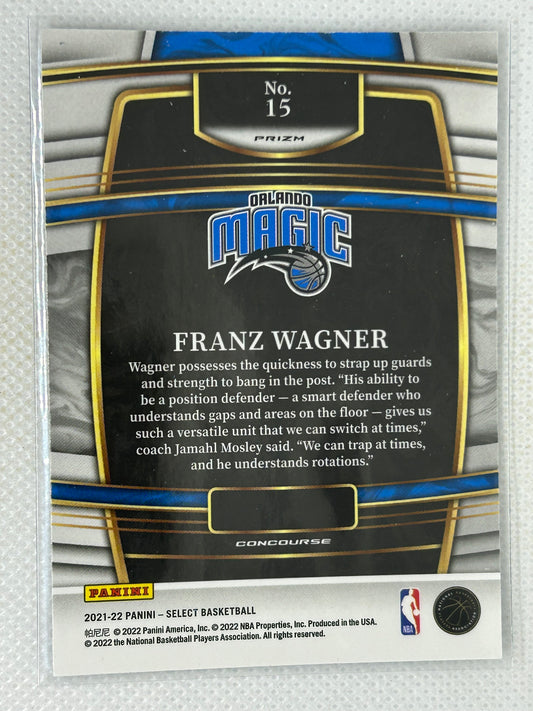 No.
15
PRIZM
ORLANDO
MAGIC
FRANZ WAGNER
Wagner possesses the quickness to strap up guards
and strength to bang in the post. “His ability to
be a position defender — a smart defender who
understands gaps and areas on the floor — gives us
such a versatile unit that we can switch at times,”
coach Jamahl Mosley said. “We can trap at times,
and he understands rotations.”
CONCOURSE
PANINI
2021-22 PANINI – SELECT BASKETBALL
帕尼尼 © 2022 Panini America, Inc. © 2022 NBA Properties, Inc. Produced in the USA.
© 2022 the National Basketball Players Association. All rights reserved.
NBA